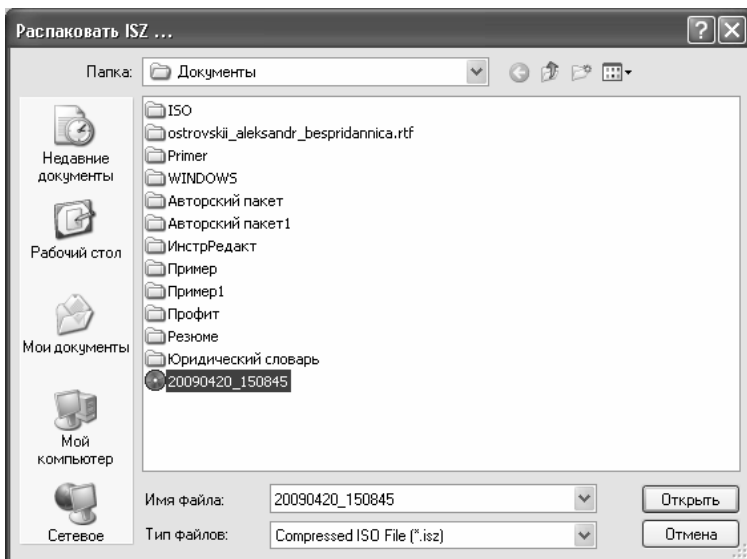 Распаковать ISZ ...
Папка:
Документы
Недавние
документы
Рабочий стол
Мои документы
Мой
компьютер
Сетевое
ISO
ostrovskii_aleksandr_bespridannica.rtf
Primer
WINDOWS
Авторский пакет
Авторский пакет1
ИнстрРедакт
Пример
Пример1
Профит
Резюме
Юридический словарь
20090420_150845
Имя файла:
20090420_150845
Открыть
Тип файлов:
Compressed ISO File (*.isz)
Отмена